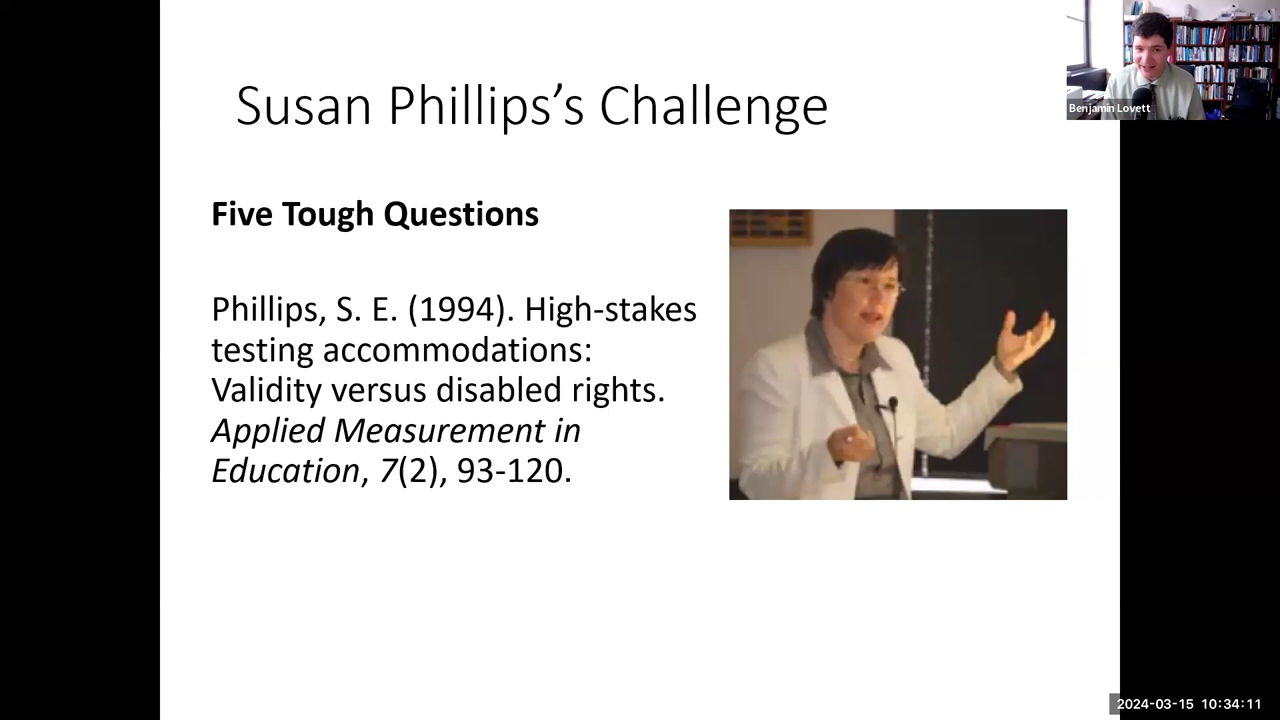 Susan Phillips’s Challenge
Benjamin Lovett
Five Tough Questions
Phillips, S. E. (1994). High-stakes
testing accommodations:
Validity versus disabled rights.
Applied Measurement in
Education, 7(2), 93-120.
2024-03-15 10:34:11